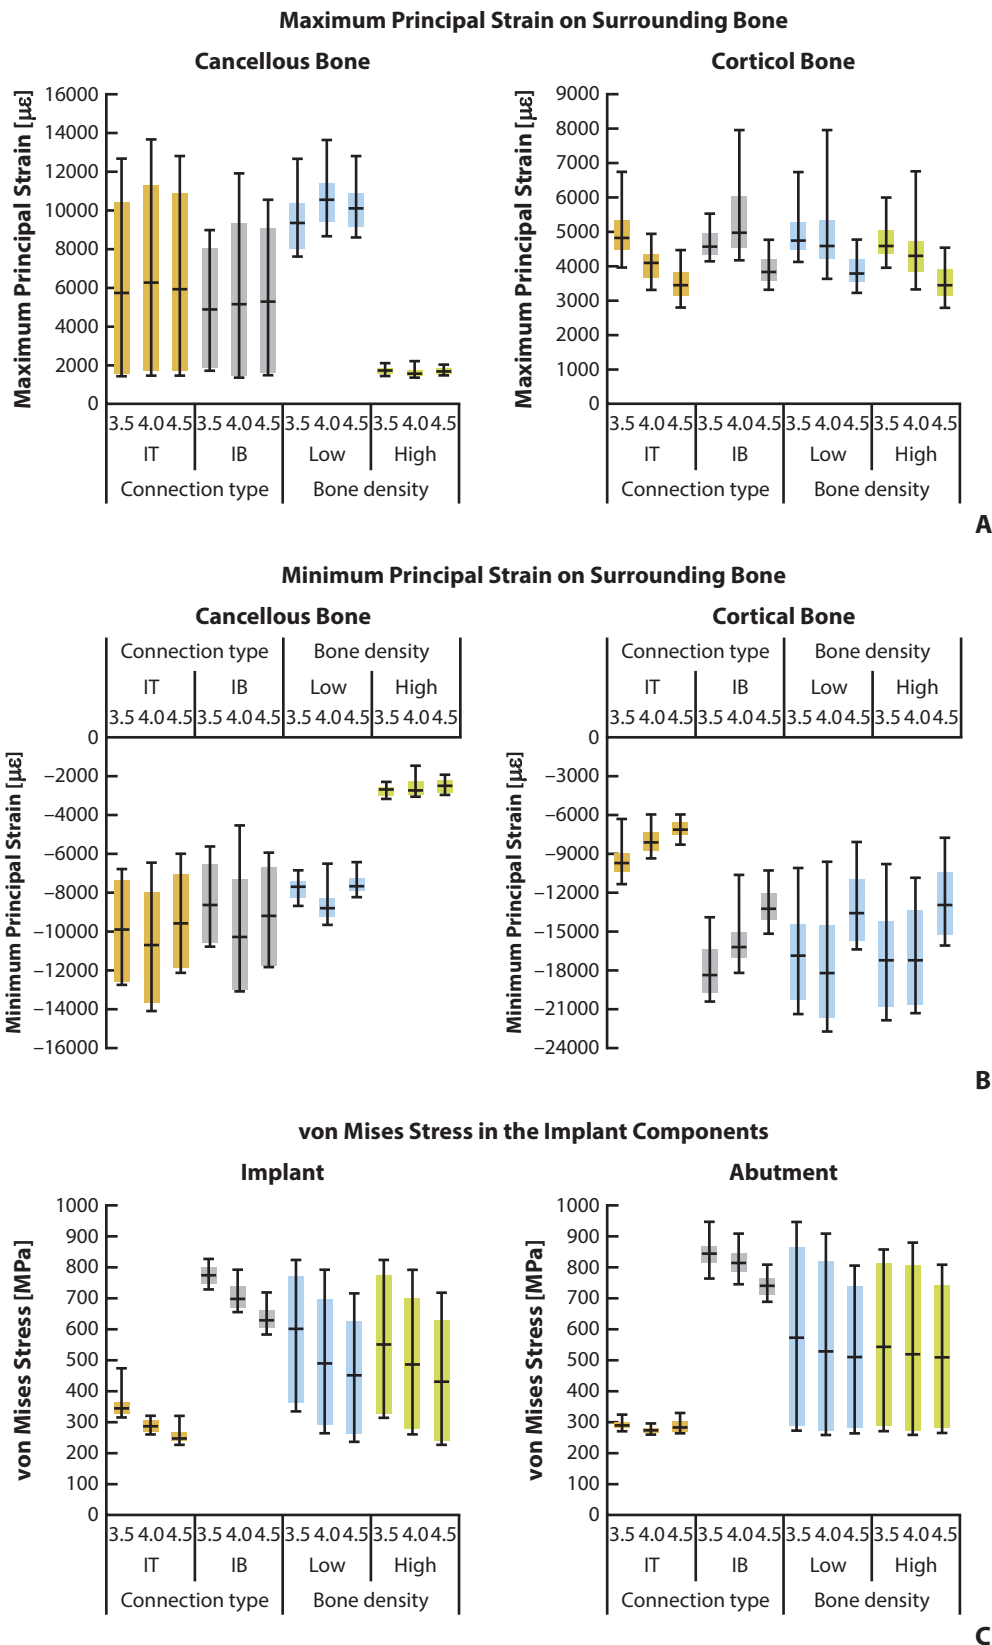 Maximum Principal Strain on Surrounding Bone
Cancellous Bone
Maximum Principal Strain [με]
16000
14000
12000
10000
8000
6000
4000
2000
0
3.5 4.0 4.5 3.5 4.0 4.5 3.5 4.0 4.5 3.5 4.0 4.5
IT IB Low High
Connection type Bone density
Corticol Bone
Maximum Principal Strain [με]
9000
8000
7000
6000
5000
4000
3000
2000
1000
0
3.5 4.0 4.5 3.5 4.0 4.5 3.5 4.0 4.5 3.5 4.0 4.5
IT IB Low High
Connection type Bone density
A
Minimum Principal Strain on Surrounding Bone
Cancellous Bone
Connection type Bone density
IT IB Low High
3.5 4.0 4.5 3.5 4.0 4.5 3.5 4.0 4.5 3.5 4.0 4.5
Minimum Principal Strain [με]
0
–2000
–4000
–6000
–8000
–10000
–12000
–14000
–16000
Cortical Bone
Connection type Bone density
IT IB Low High
3.5 4.0 4.5 3.5 4.0 4.5 3.5 4.0 4.5 3.5 4.0 4.5
Minimum Principal Strain [με]
0
–3000
–6000
–9000
–12000
–15000
–18000
–21000
–24000
B
von Mises Stress in the Implant Components
Implant
von Mises Stress [MPa]
1000
900
800
700
600
500
400
300
200
100
0
3.5 4.0 4.5 3.5 4.0 4.5 3.5 4.0 4.5 3.5 4.0 4.5
IT IB Low High
Connection type Bone density
Abutment
von Mises Stress [MPa]
1000
900
800
700
600
500
400
300
200
100
0
3.5 4.0 4.5 3.5 4.0 4.5 3.5 4.0 4.5 3.5 4.0 4.5
IT IB Low High
Connection type Bone density
C